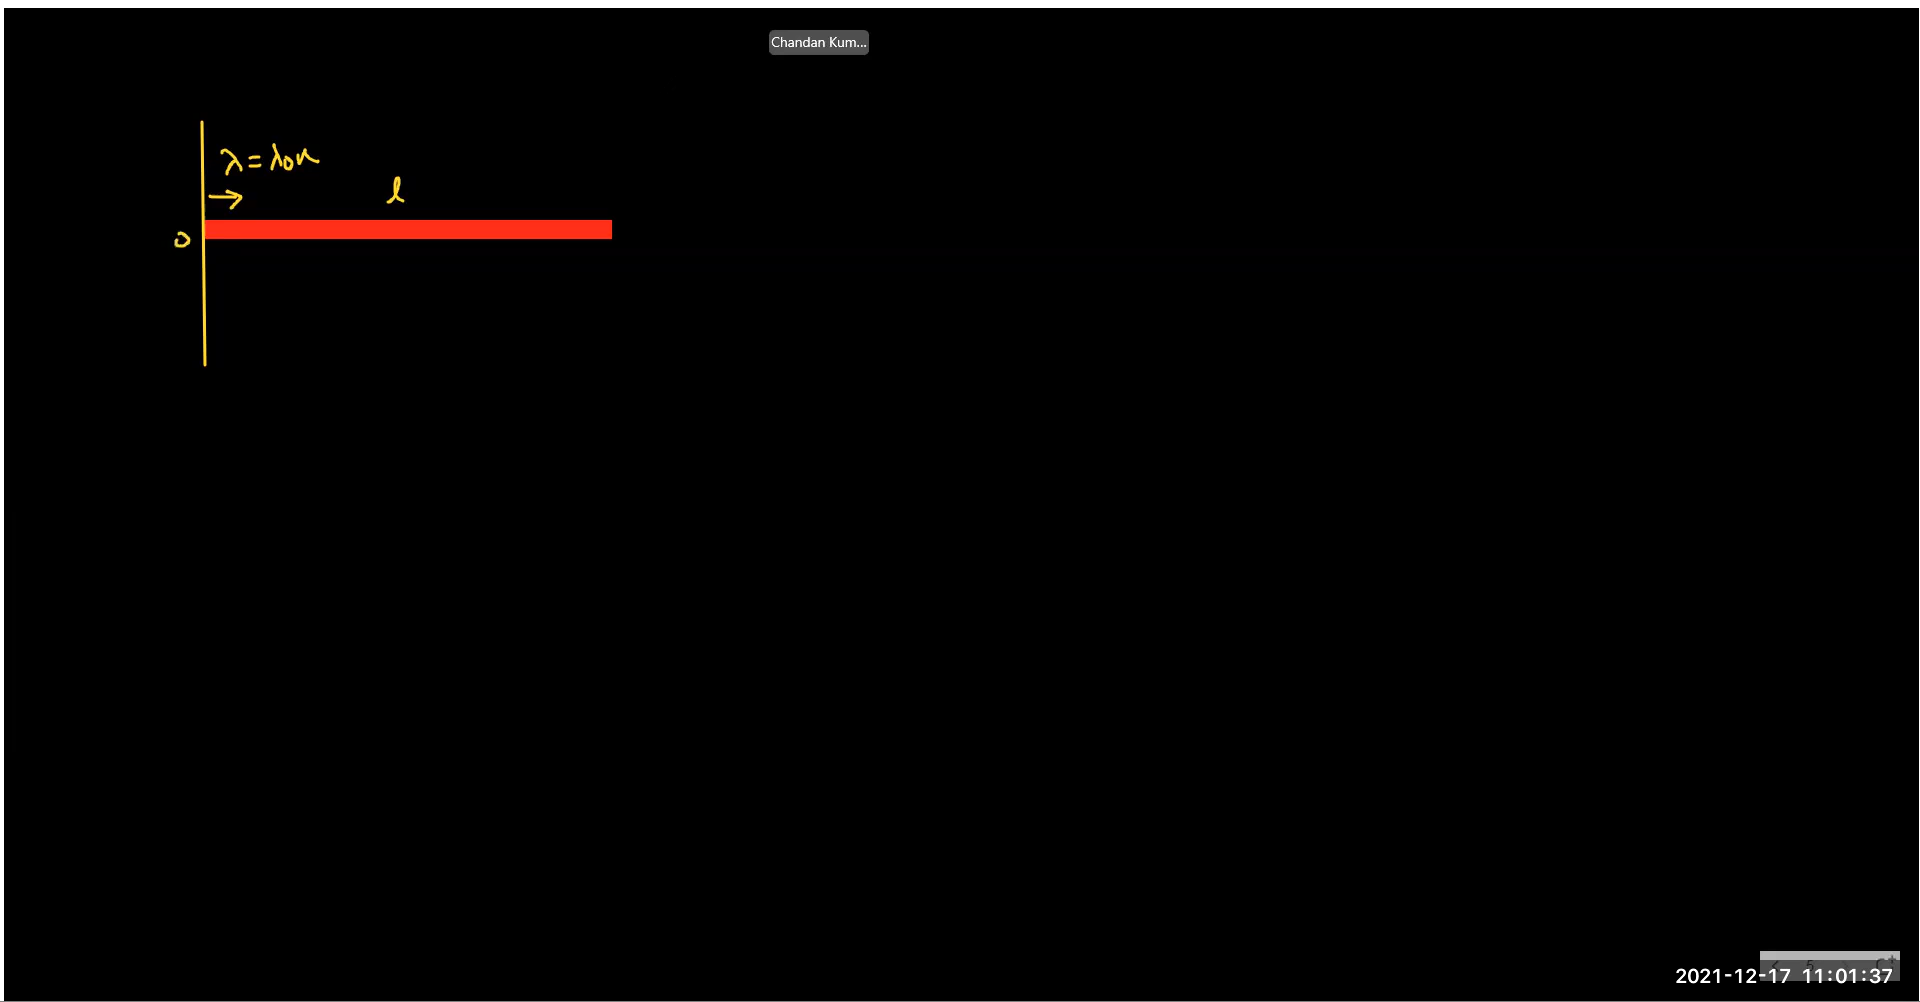 Chandan Kum...
λ = λ0x
→ l
0
2021-12-17 11:01:37